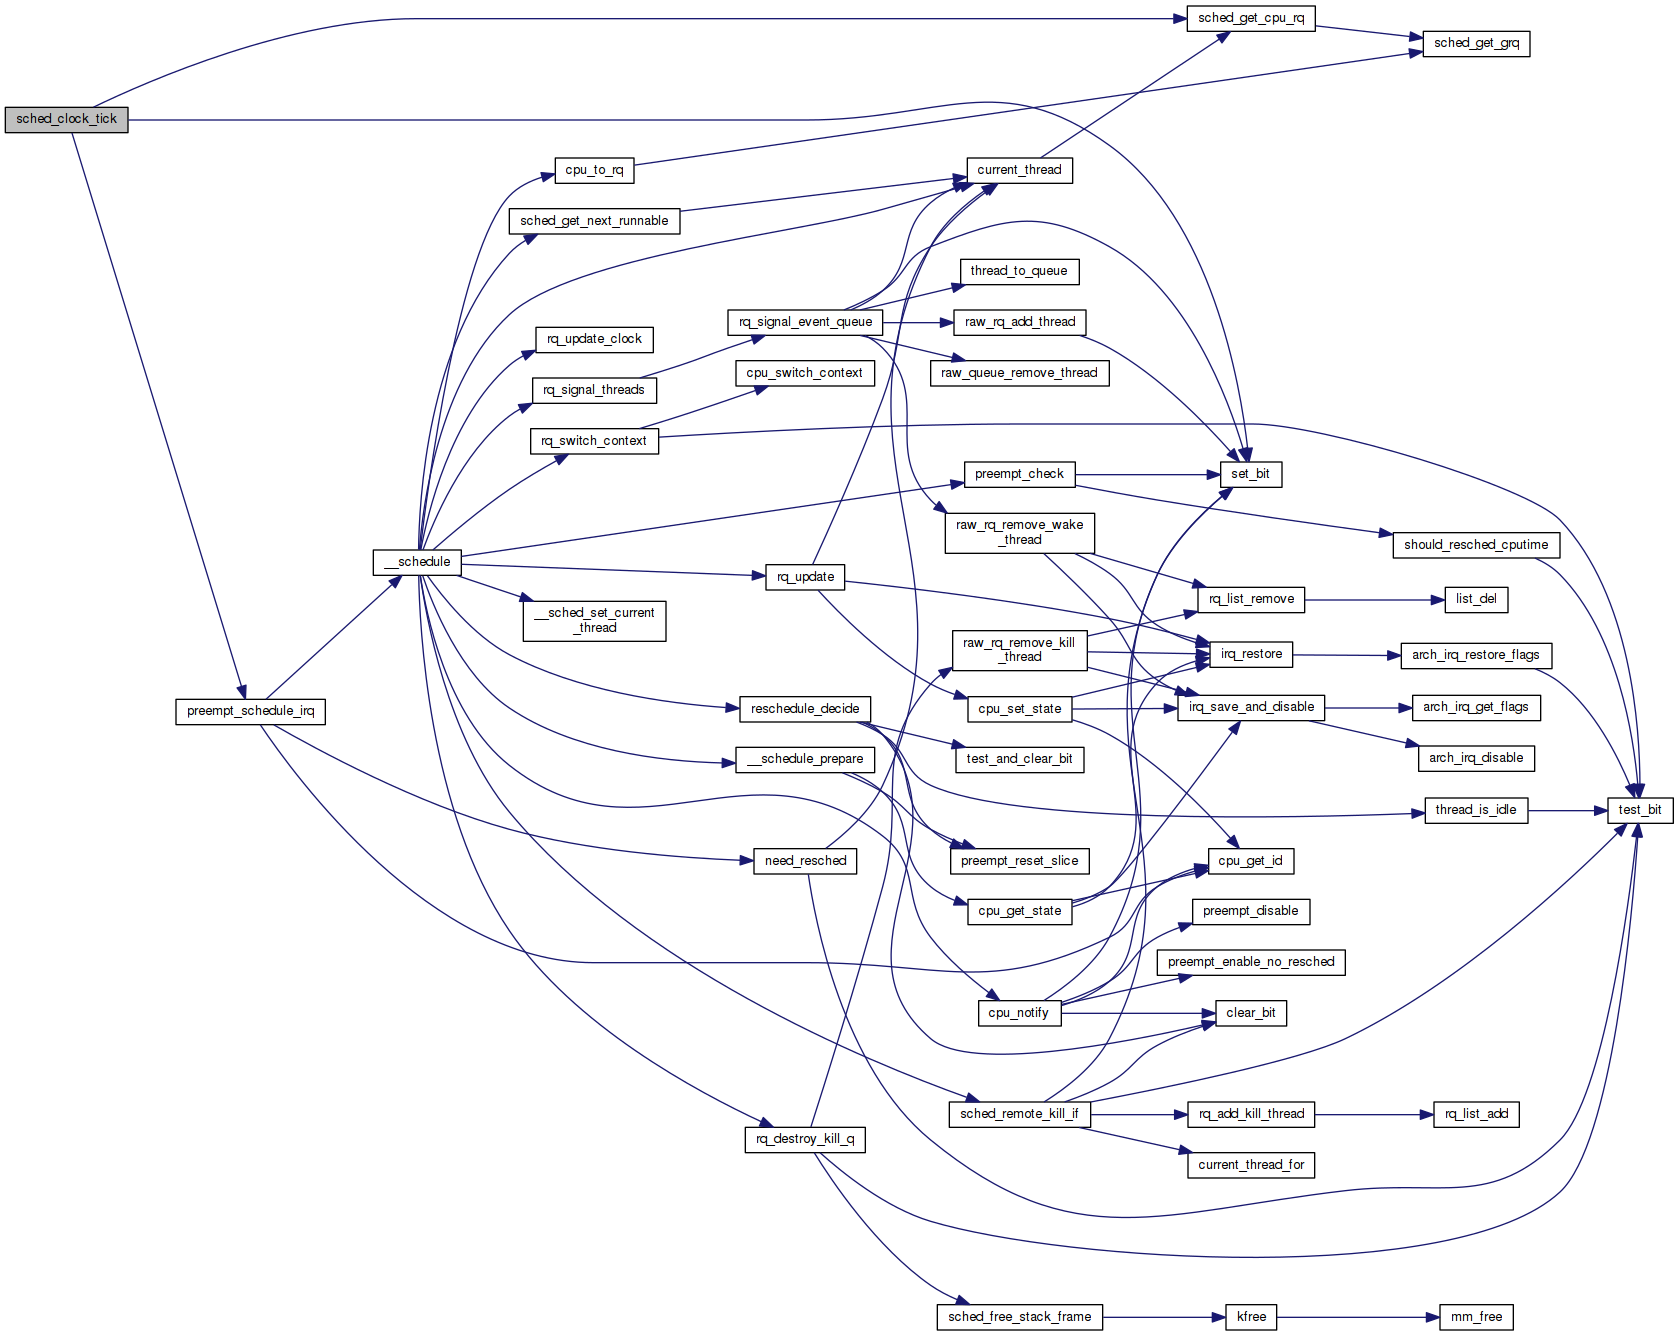 sched_get_cpu_rq
sched_get_grq
sched_clock_tick
cpu_to_rq
current_thread
sched_get_next_runnable
thread_to_queue
rq_signal_event_queue
raw_rq_add_thread
rq_update_clock
cpu_switch_context
raw_queue_remove_thread
rq_signal_threads
rq_switch_context
preempt_check
set_bit
raw_rq_remove_wake
_thread
should_resched_cputime
__schedule
rq_update
rq_list_remove
list_del
__sched_set_current
_thread
raw_rq_remove_kill
_thread
irq_restore
arch_irq_restore_flags
preempt_schedule_irq
reschedule_decide
cpu_set_state
irq_save_and_disable
arch_irq_get_flags
__schedule_prepare
test_and_clear_bit
arch_irq_disable
thread_is_idle
test_bit
need_resched
preempt_reset_slice
cpu_get_id
cpu_get_state
preempt_disable
preempt_enable_no_resched
cpu_notify
clear_bit
sched_remote_kill_if
rq_add_kill_thread
rq_list_add
rq_destroy_kill_q
current_thread_for
sched_free_stack_frame
kfree
mm_free